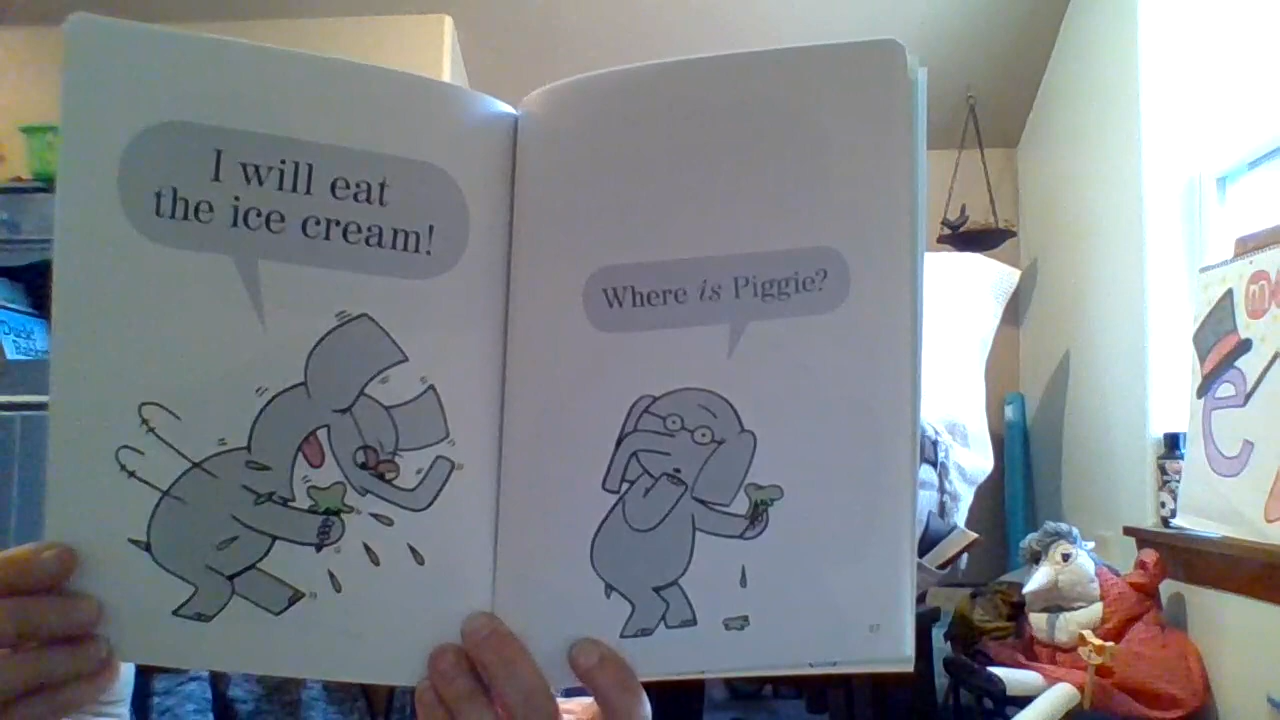 I will eat
the ice cream!
Where is Piggie?
m
e